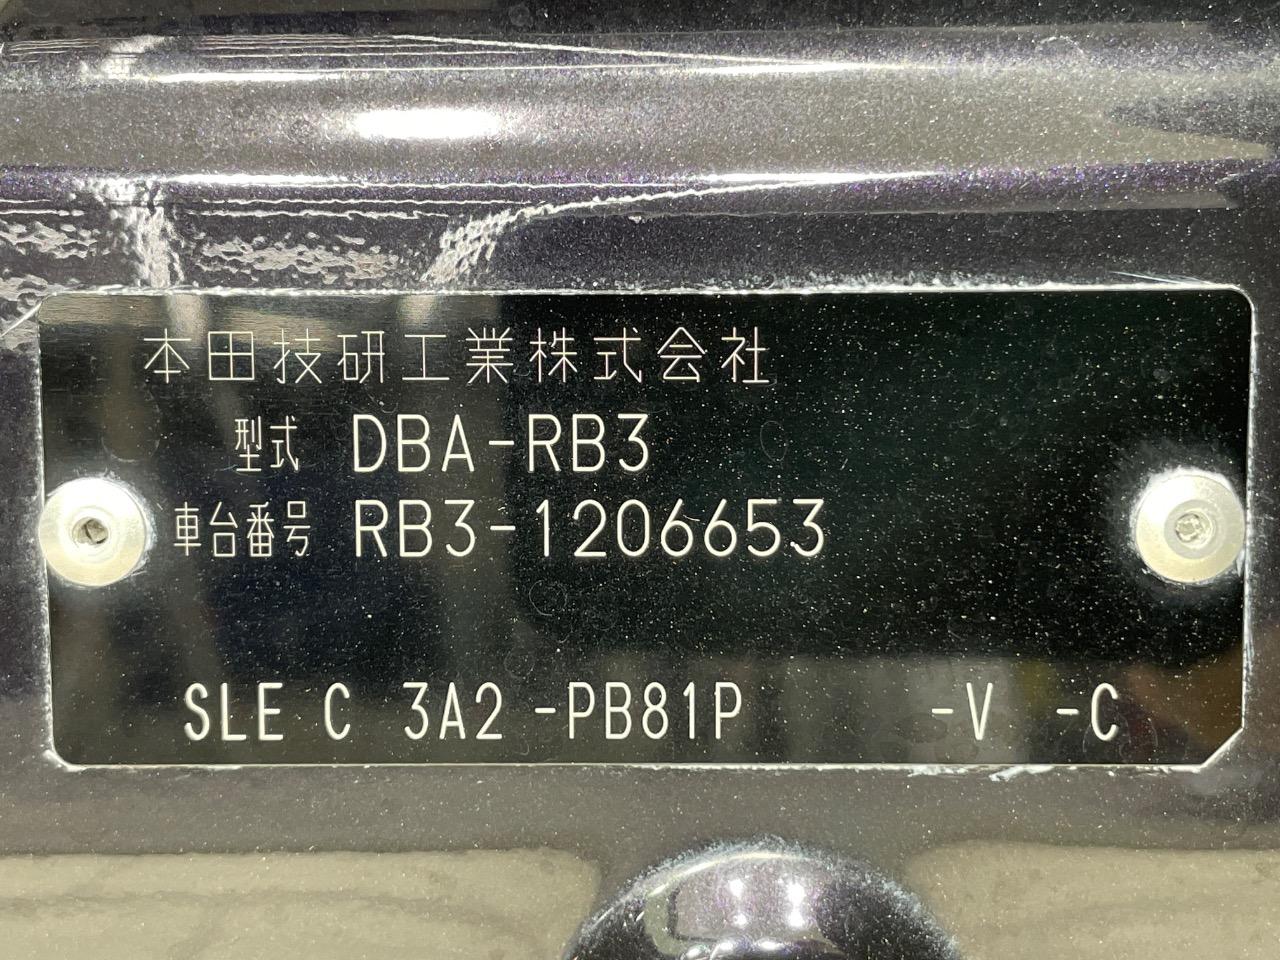 本田技研工業株式会社
型式 DBA-RB3
車台番号 RB3-1206653
SLE C 3A2 -PB81P -V -C